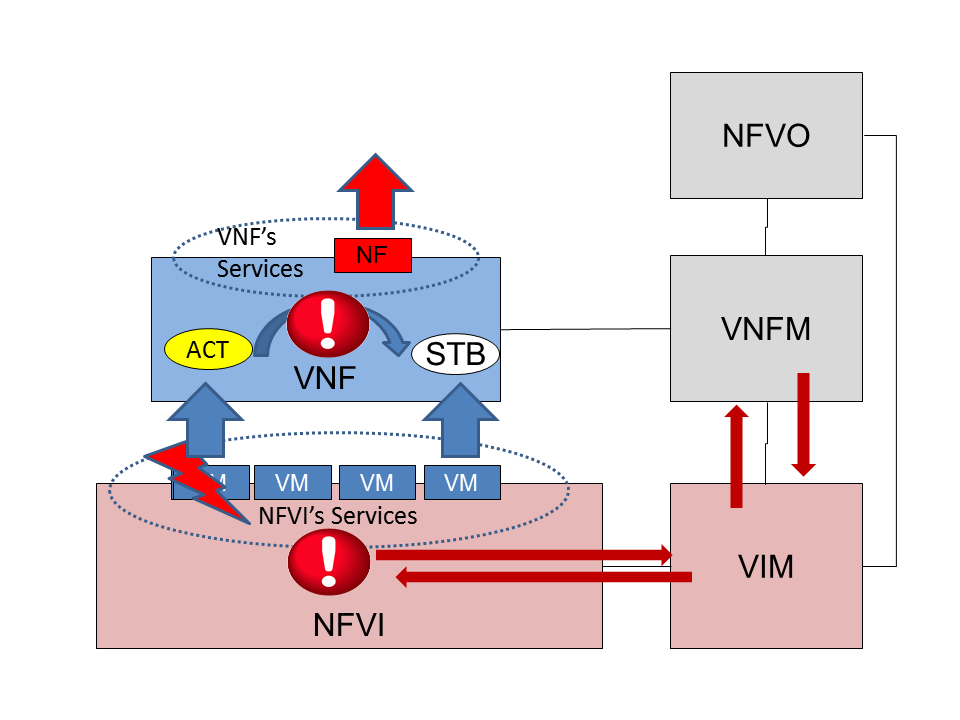 NFVO
VNF's
Services
NF
VNFM
ACT
STB
VNF
VM
VM
VM
NFVI's Services
VIM
NFVI